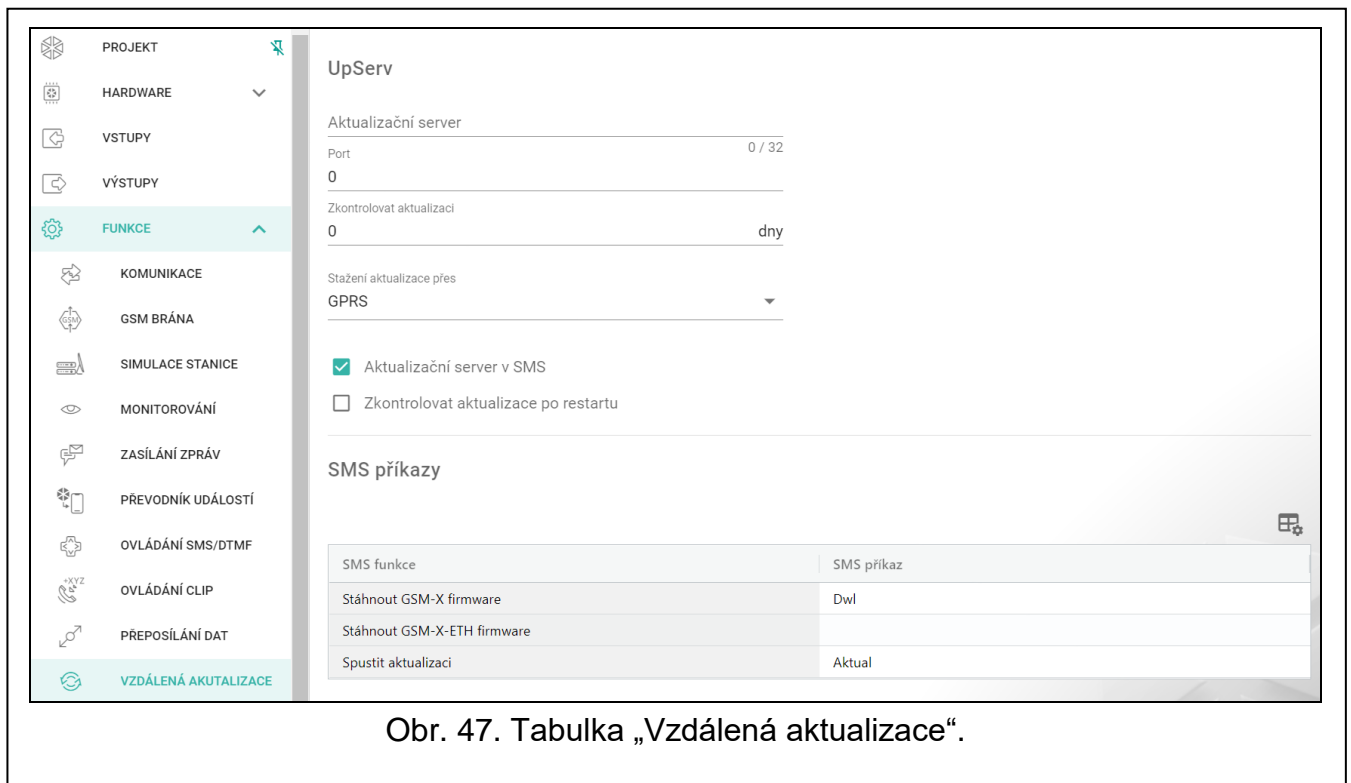 PROJEKT
HARDWARE
VSTUPY
VÝSTUPY
FUNKCE
KOMUNIKACE
GSM
GSM BRÁNA
SIMULACE STANICE
MONITOROVÁNÍ
ZASÍLÁNÍ ZPRÁV
PŘEVODNÍK UDÁLOSTÍ
OVLÁDÁNÍ SMS/DTMF
+XYZ
OVLÁDÁNÍ CLIP
PŘEPOSÍLÁNÍ DAT
VZDÁLENÁ AKUTALIZACE
UpServ
Aktualizační server
0 / 32
Port
0
Zkontrolovat aktualizaci
0 dny
Stažení aktualizace přes
GPRS
Aktualizační server v SMS
Zkontrolovat aktualizace po restartu
SMS příkazy
SMS funkce SMS příkaz
Stáhnout GSM-X firmware Dwl
Stáhnout GSM-X-ETH firmware
Spustit aktualizaci Aktual
Obr. 47. Tabulka „Vzdálená aktualizace“.